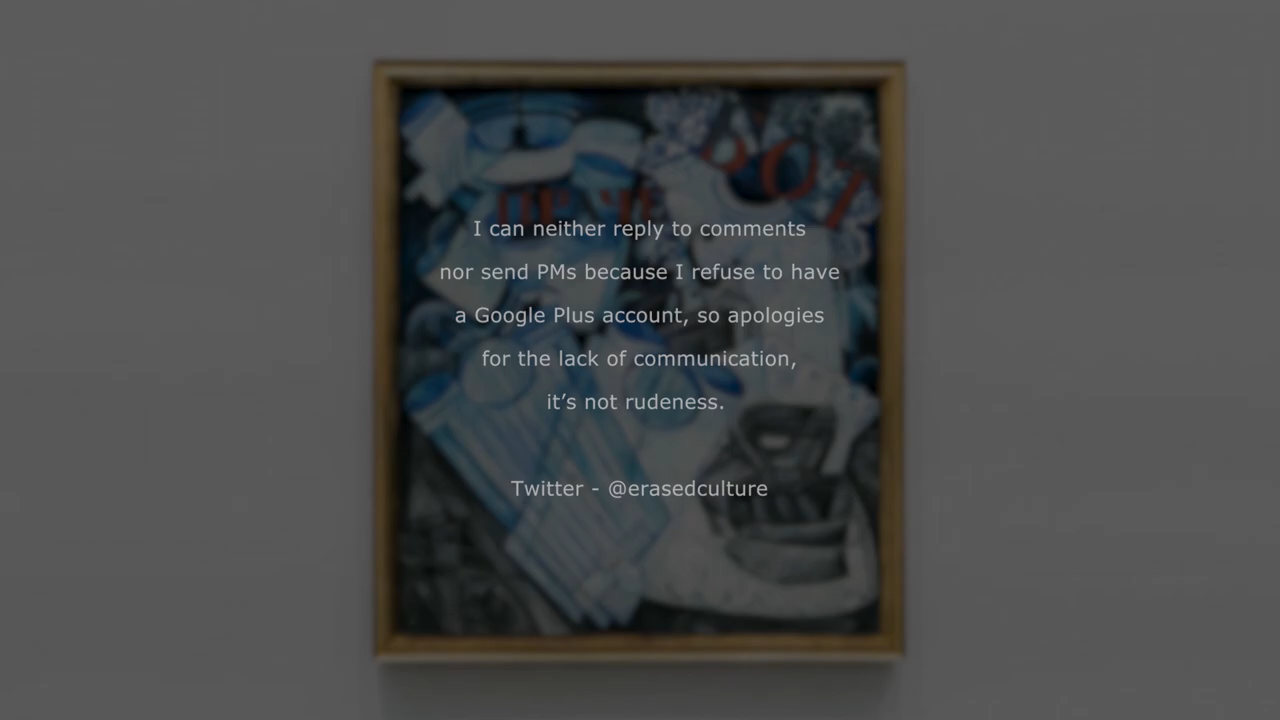 I can neither reply to comments
nor send PMs because I refuse to have
a Google Plus account, so apologies
for the lack of communication,
it’s not rudeness.
Twitter - @erasedculture